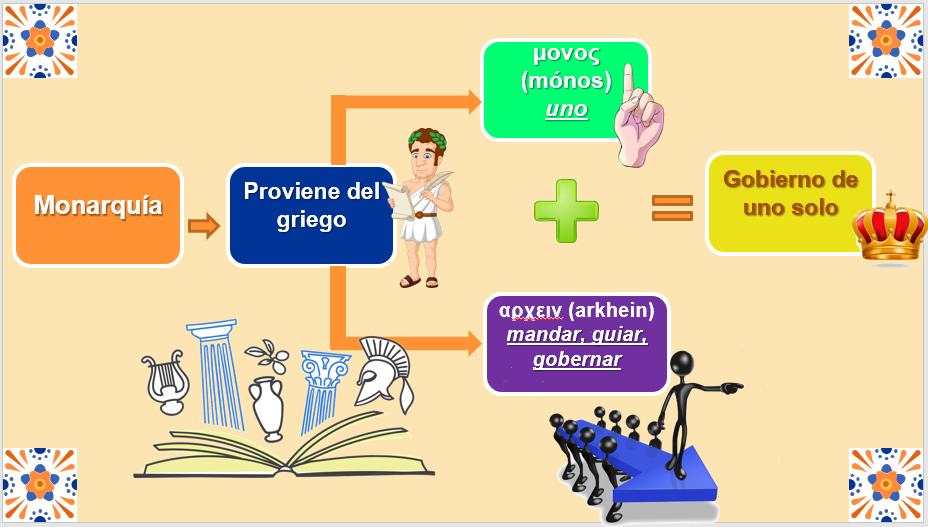 Monarquía
Proviene del
griego
μονος
(mónos)
uno
αρχειν (arkhein)
mandar, guiar,
gobernar
Gobierno de
uno solo